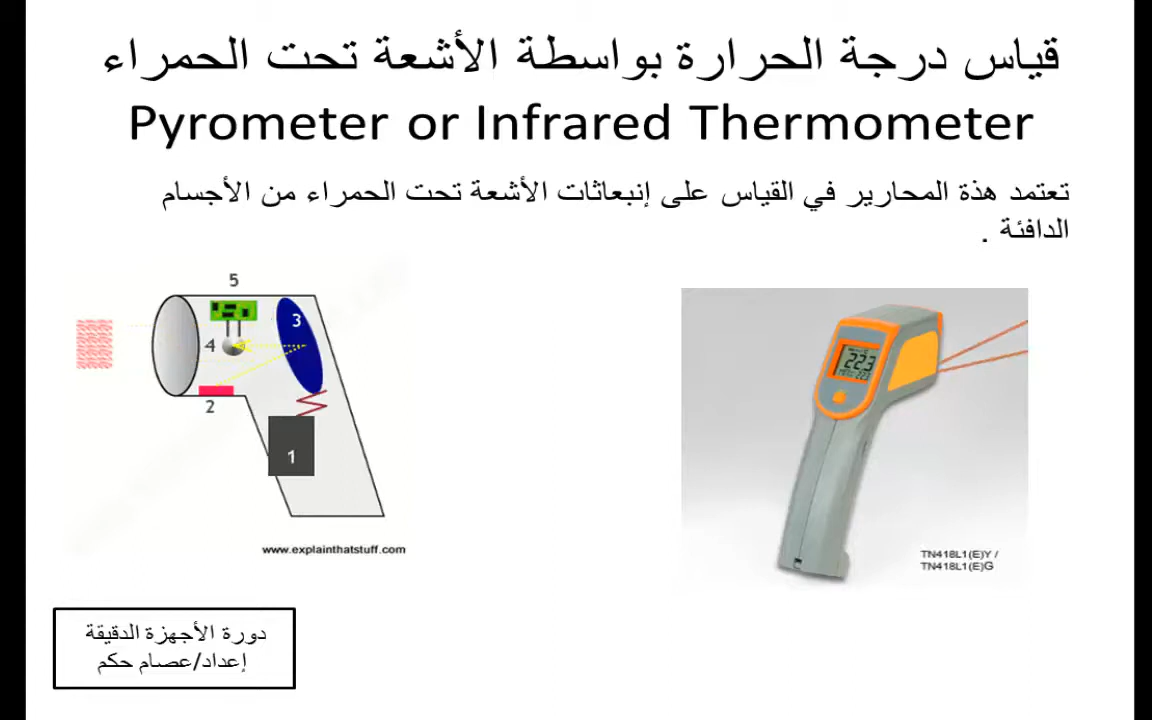 قياس درجة الحرارة بواسطة الأشعة تحت الحمراء
Pyrometer or Infrared Thermometer
تعتمد هذة المحارير في القياس على إنبعاثات الأشعة تحت الحمراء من الأجسام
الدافئة .
5
3
4
2
1
www.explainthatstuff.com
22.3
TN418L1(E)Y /
TN418L1(E)G
دورة الأجهزة الدقيقة
إعداد/عصام حكم